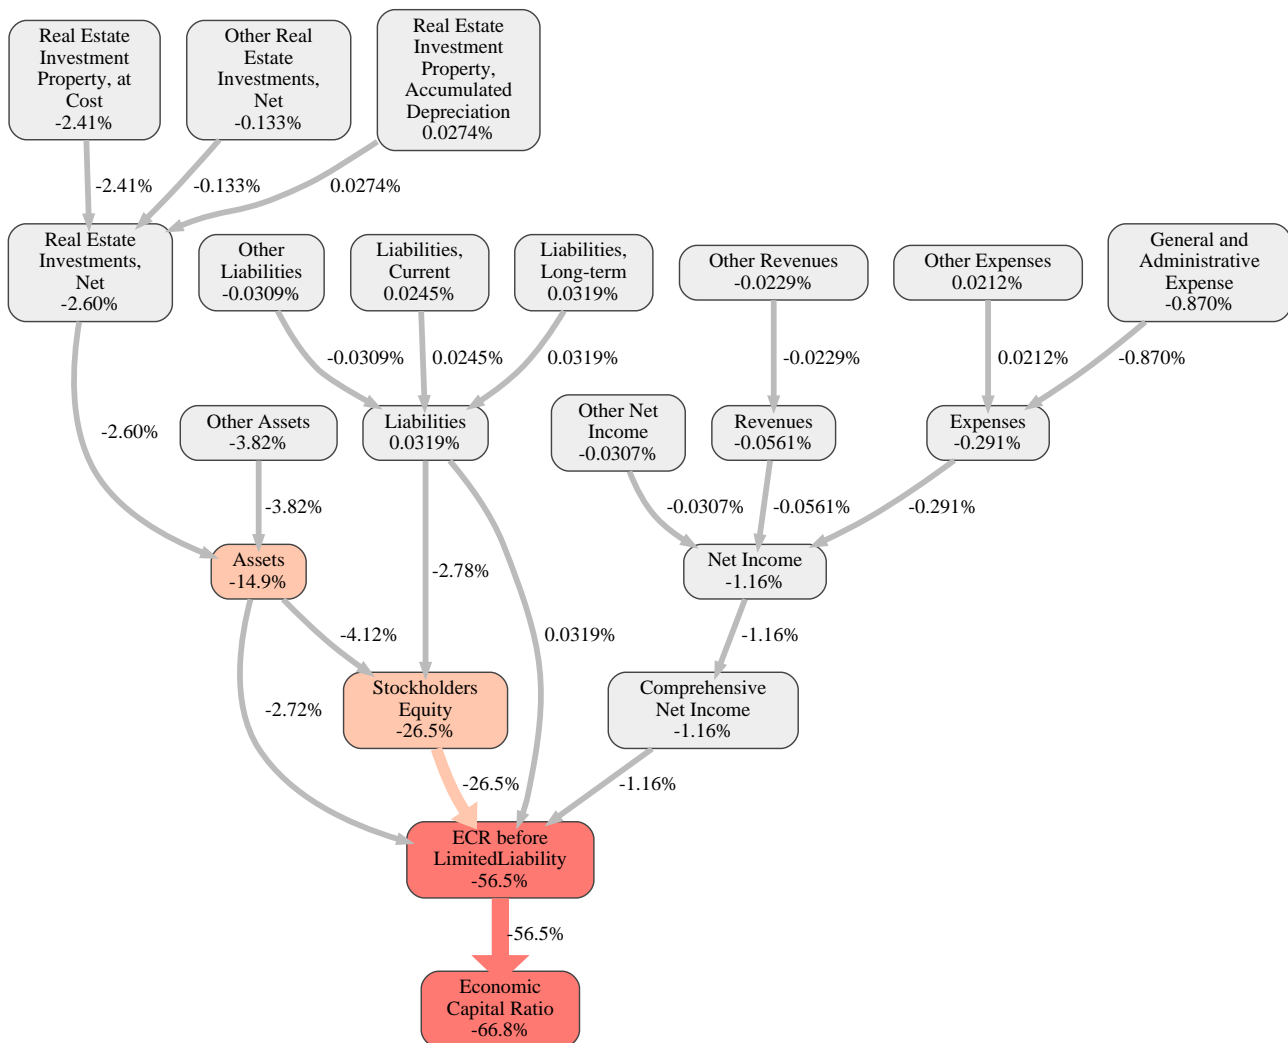 Real Estate
Investment
Property, at
Cost
-2.41%
Other Real
Estate
Investments,
Net
-0.133%
Real Estate
Investment
Property,
Accumulated
Depreciation
0.0274%
-2.41%
-0.133%
0.0274%
Real Estate
Investments,
Net
-2.60%
Other
Liabilities
-0.0309%
Liabilities,
Current
0.0245%
Liabilities,
Long-term
0.0319%
Other Revenues
-0.0229%
Other Expenses
0.0212%
General and
Administrative
Expense
-0.870%
-0.0309%
0.0245%
0.0319%
-0.0229%
0.0212%
-0.870%
-2.60%
Other Assets
-3.82%
Liabilities
0.0319%
Other Net
Income
-0.0307%
Revenues
-0.0561%
Expenses
-0.291%
-3.82%
-0.0307%
-0.0561%
-0.291%
Assets
-14.9%
-2.78%
Net Income
-1.16%
-4.12%
0.0319%
-1.16%
-2.72%
Stockholders
Equity
-26.5%
Comprehensive
Net Income
-1.16%
-26.5%
-1.16%
ECR before
LimitedLiability
-56.5%
-56.5%
Economic
Capital Ratio
-66.8%